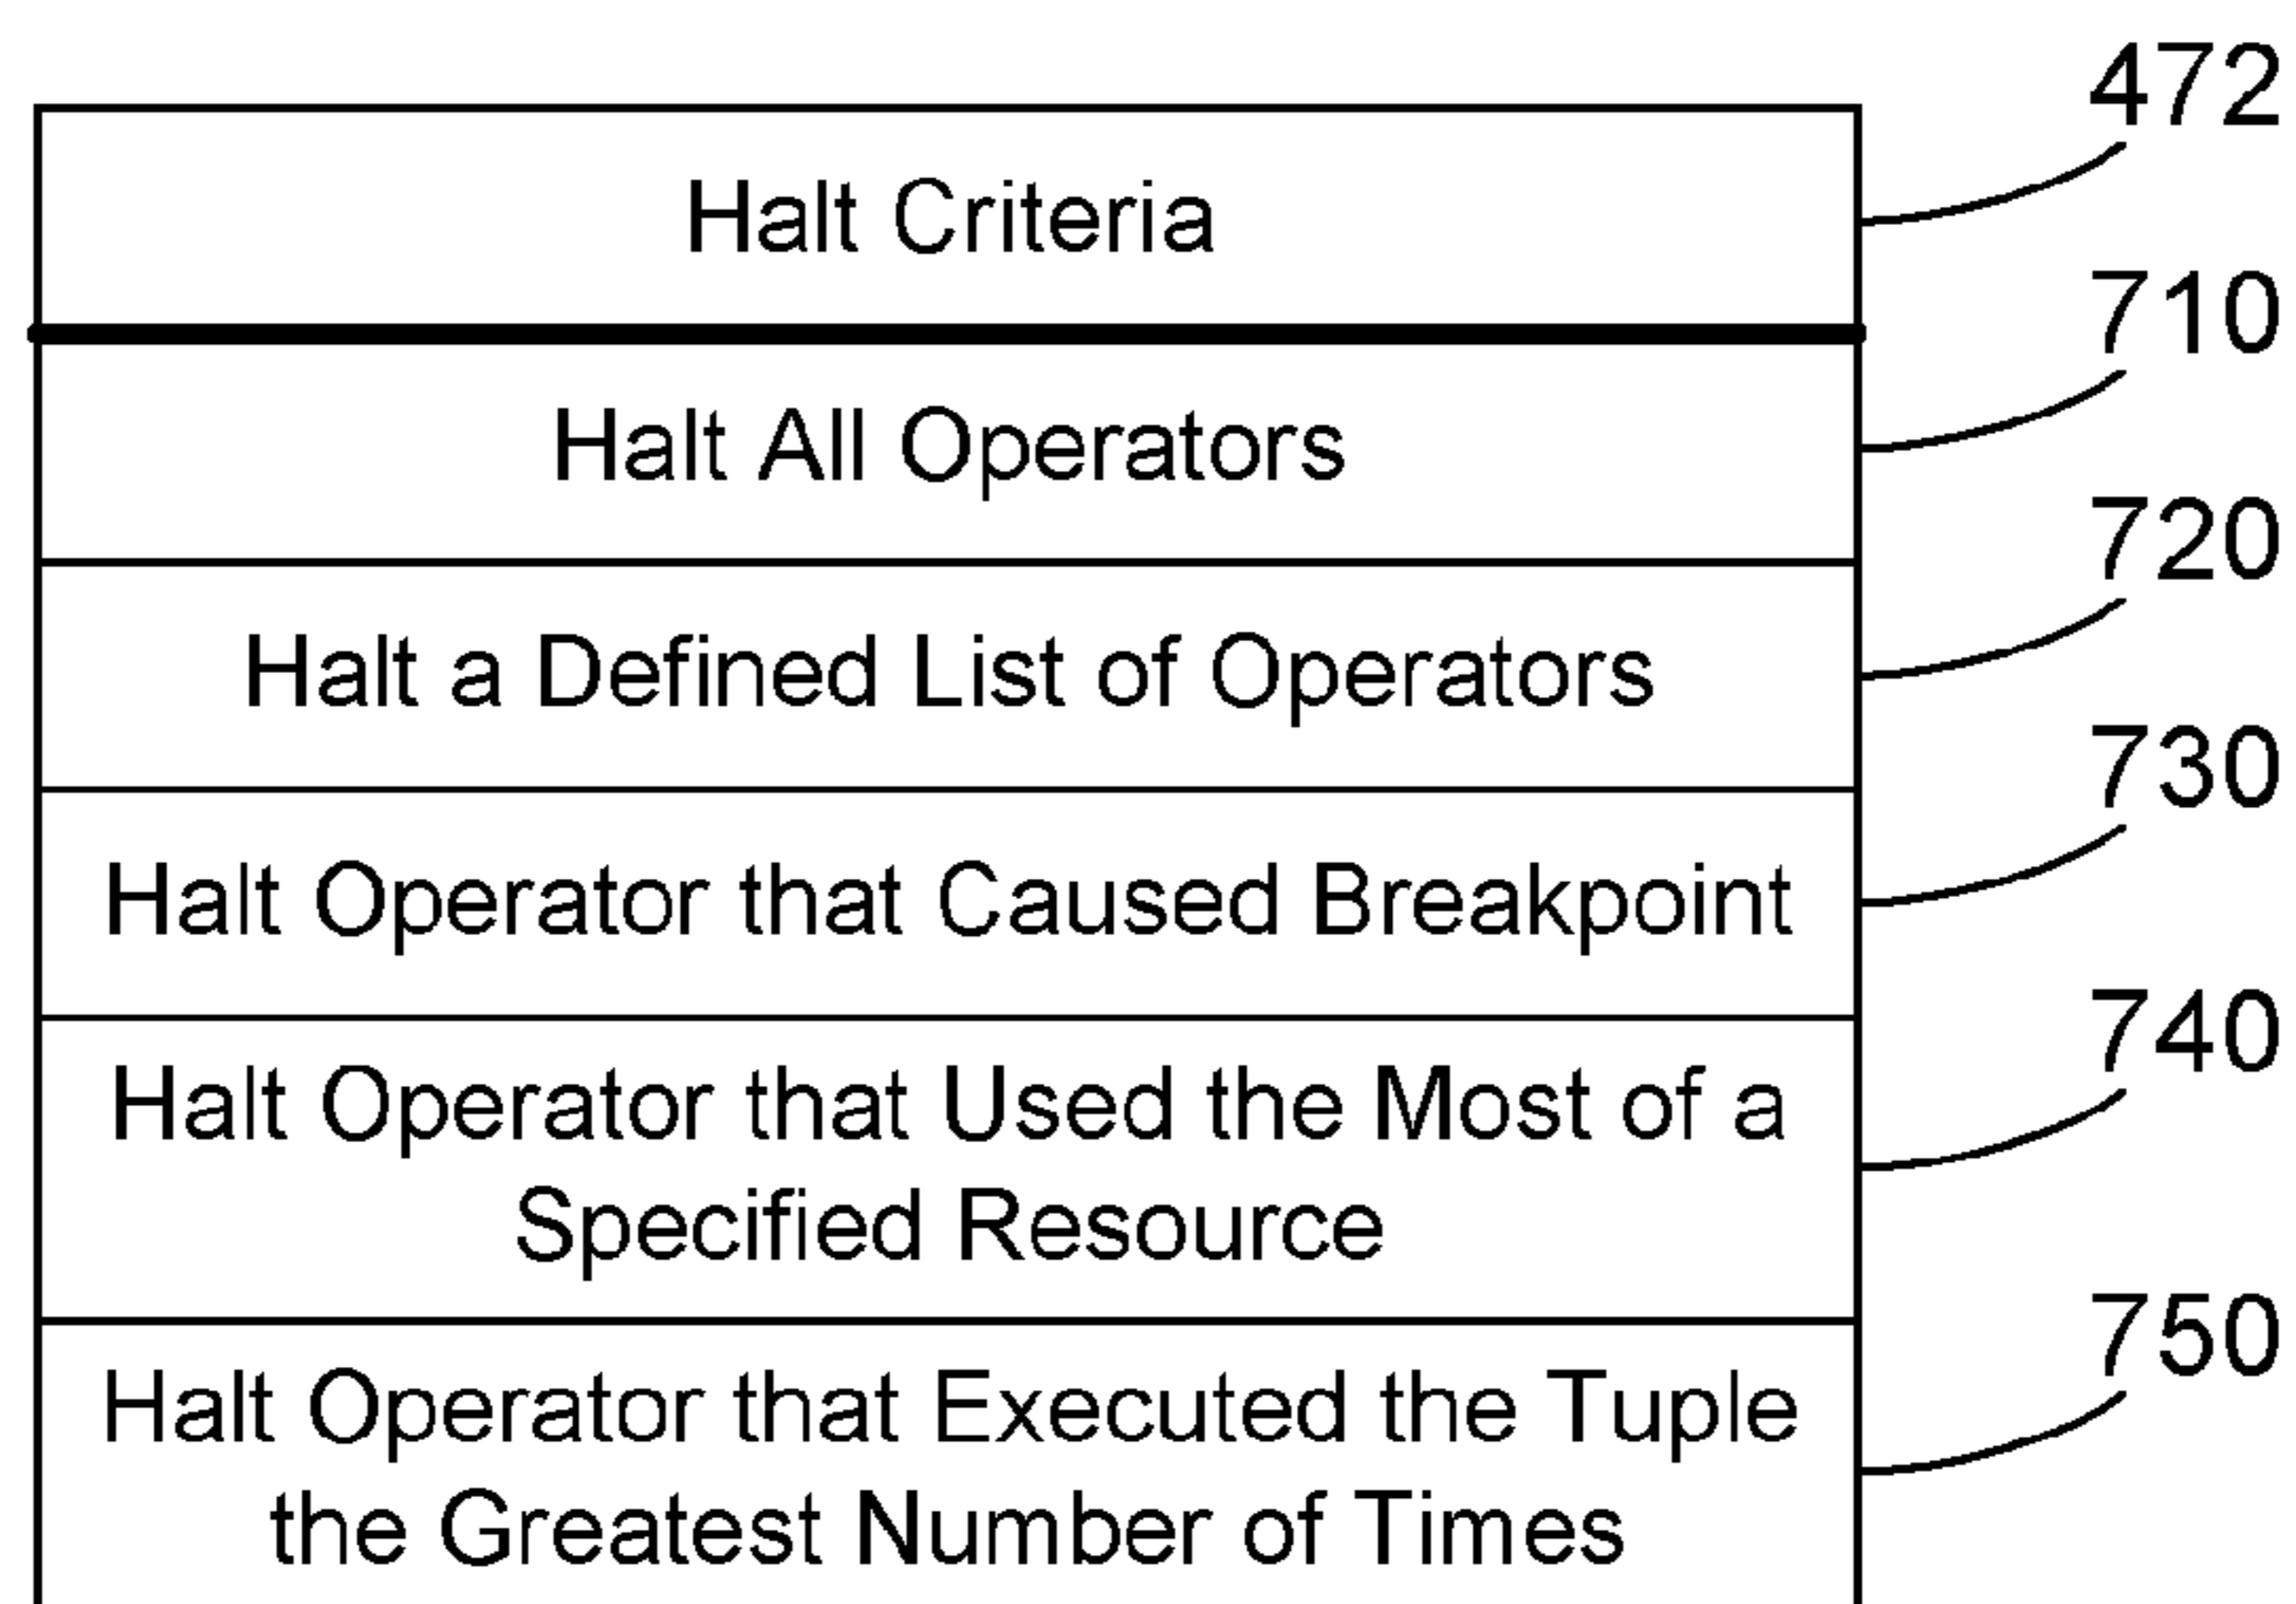 472
Halt Criteria
710
Halt All Operators
720
Halt a Defined List of Operators
730
Halt Operator that Caused Breakpoint
740
Halt Operator that Used the Most of a
Specified Resource
750
Halt Operator that Executed the Tuple
the Greatest Number of Times